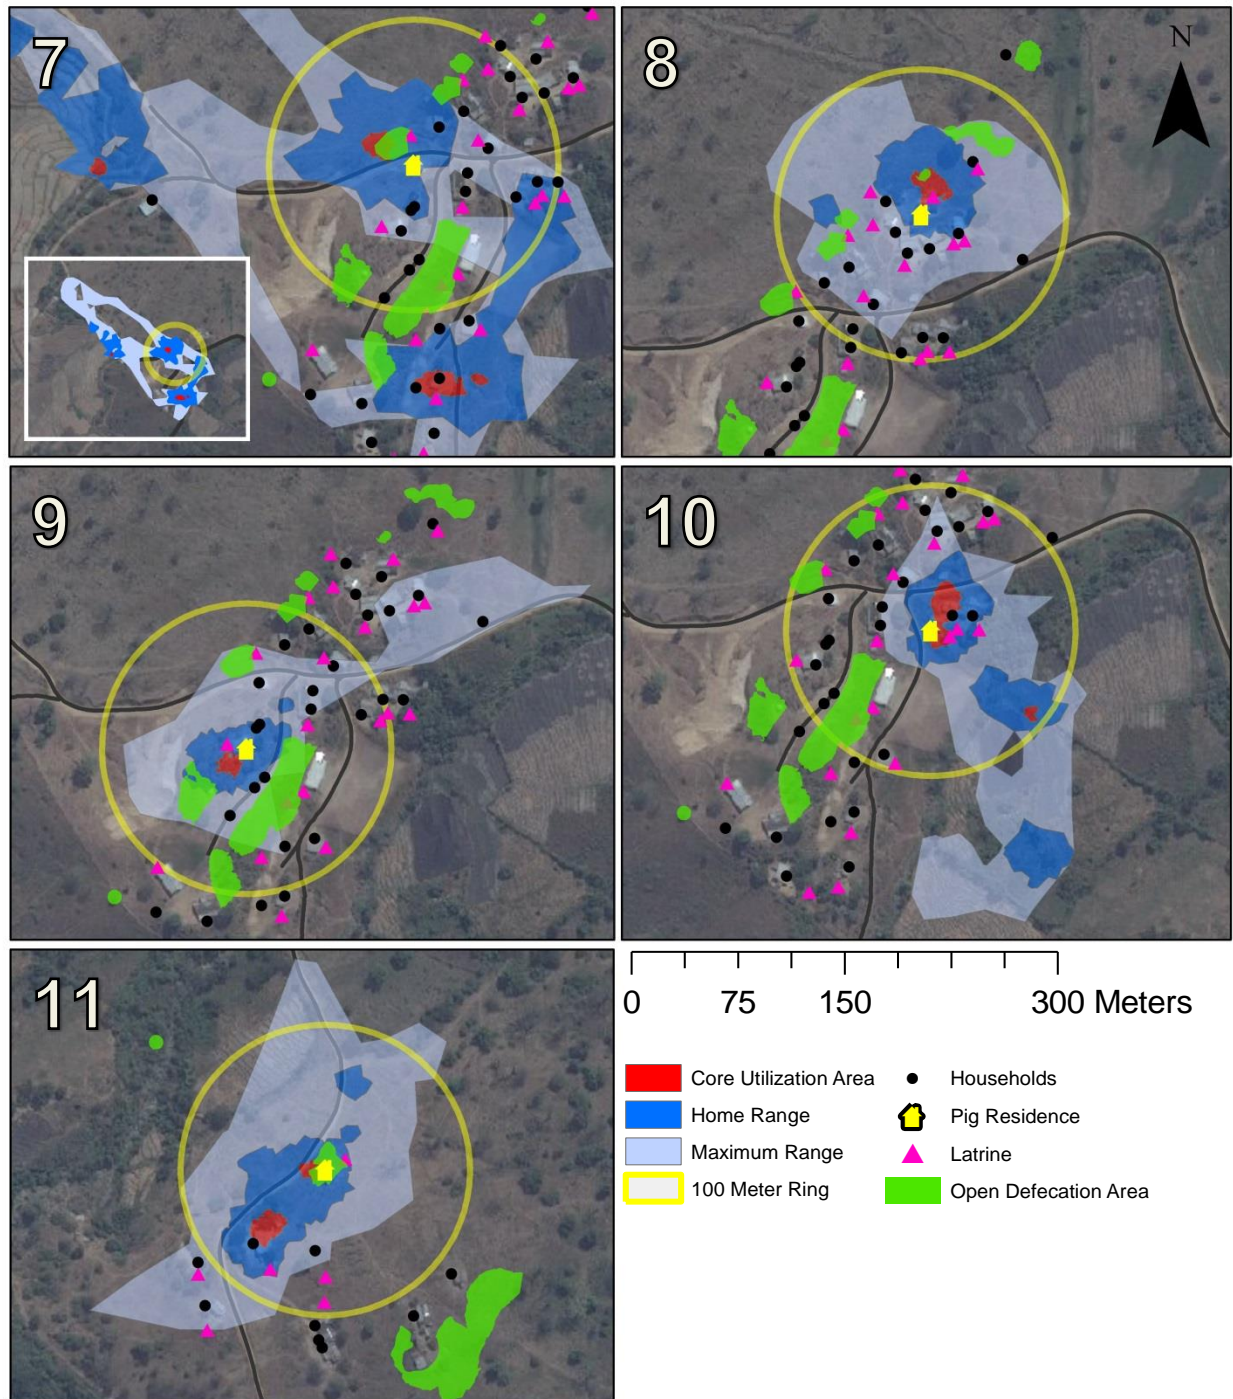 7
8
N
9
10
11
0 75 150 300 Meters
Core Utilization Area
Households
Home Range
Pig Residence
Maximum Range
Latrine
100 Meter Ring
Open Defecation Area